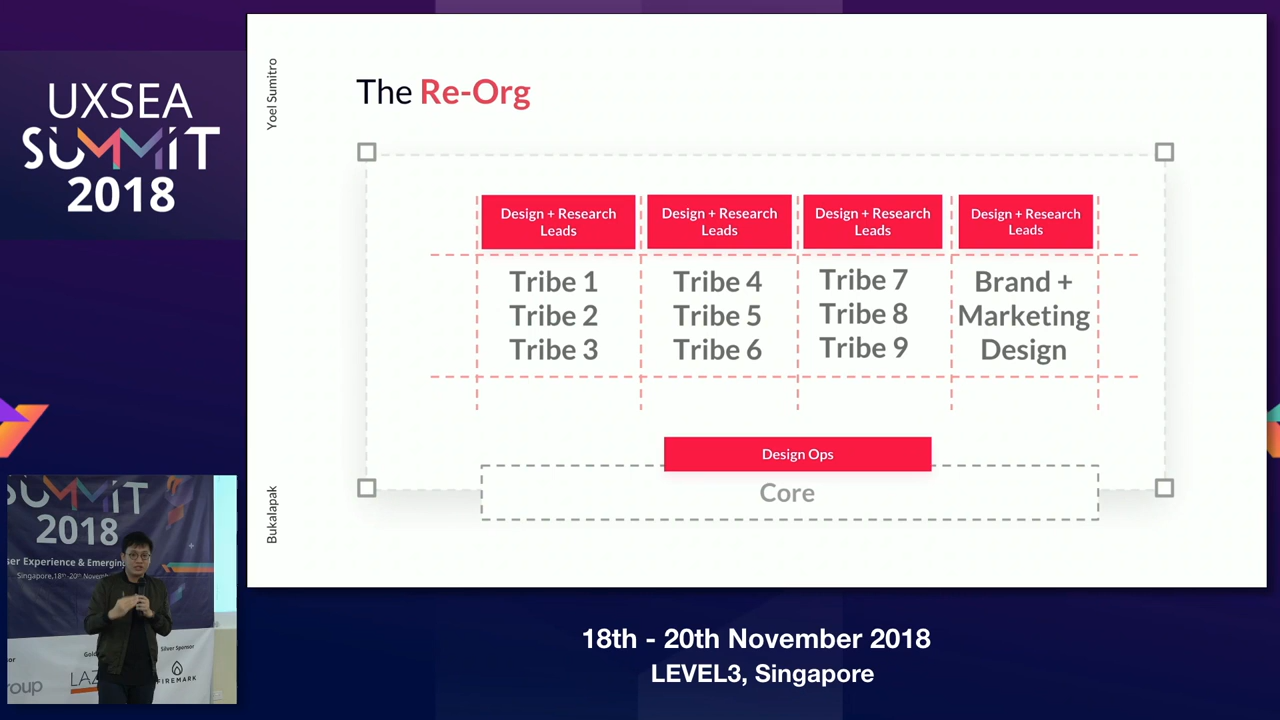 UXSEA
SUMMIT
2018
Yoel Sumitro
Bukalapak
The Re-Org
Design + Research
Leads
Design + Research
Leads
Design + Research
Leads
Design + Research
Leads
Tribe 1
Tribe 2
Tribe 3
Tribe 4
Tribe 5
Tribe 6
Tribe 7
Tribe 8
Tribe 9
Brand +
Marketing
Design
Design Ops
Core
SUMMIT
2018
ser Experience & Emerging
Singapore,18th-20th Novem
Gold
Silver Sponsor
roup
LAZ
FIREMARK
18th - 20th November 2018
LEVEL3, Singapore